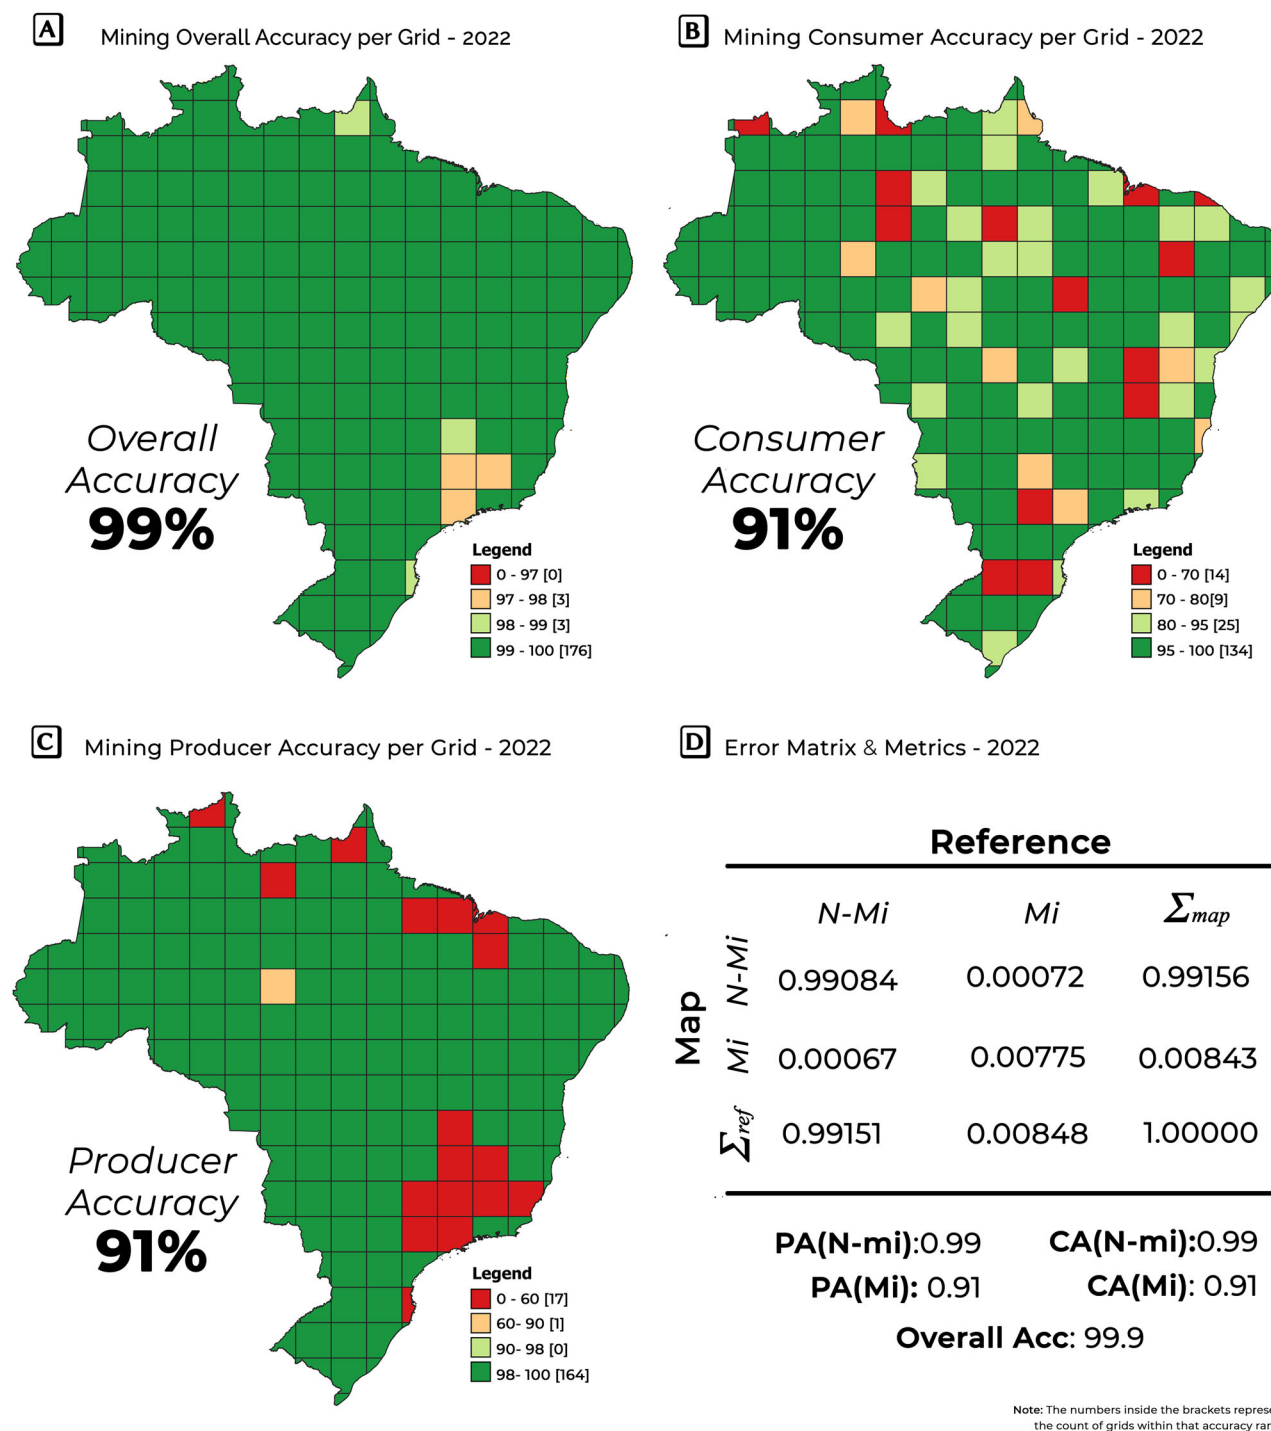 A Mining Overall Accuracy per Grid - 2022
Overall
Accuracy
99%
Legend
0 - 97 [0]
97 - 98 [3]
98 - 99 [3]
99 - 100 [176]
B Mining Consumer Accuracy per Grid - 2022
Consumer
Accuracy
91%
Legend
0 - 70 [14]
70 - 80[9]
80 - 95 [25]
95 - 100 [134]
C Mining Producer Accuracy per Grid - 2022
Producer
Accuracy
91%
Legend
0 - 60 [17]
60- 90 [1]
90- 98 [0]
98- 100 [164]
D Error Matrix & Metrics - 2022
Reference
N-Mi Mi Σmap
Map
N-Mi 0.99084 0.00072 0.99156
Mi 0.00067 0.00775 0.00843
Σref 0.99151 0.00848 1.00000
PA(N-mi):0.99 CA(N-mi):0.99
PA(Mi): 0.91 CA(Mi): 0.91
Overall Acc: 99.9
Note: The numbers inside the brackets
the count of grids within that accuracy